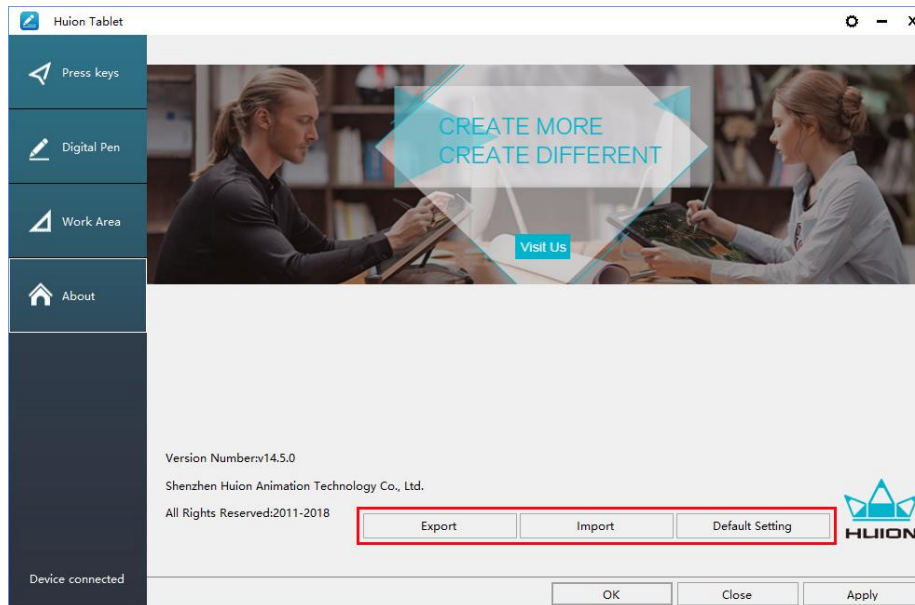 Huion Tablet
Press keys
Digital Pen
Work Area
About
CREATE MORE
CREATE DIFFERENT
Visit Us
Version Number:v14.5.0
Shenzhen Huion Animation Technology Co., Ltd.
All Rights Reserved:2011-2018
Export
Import
Default Setting
HUION
Device connected
OK
Close
Apply